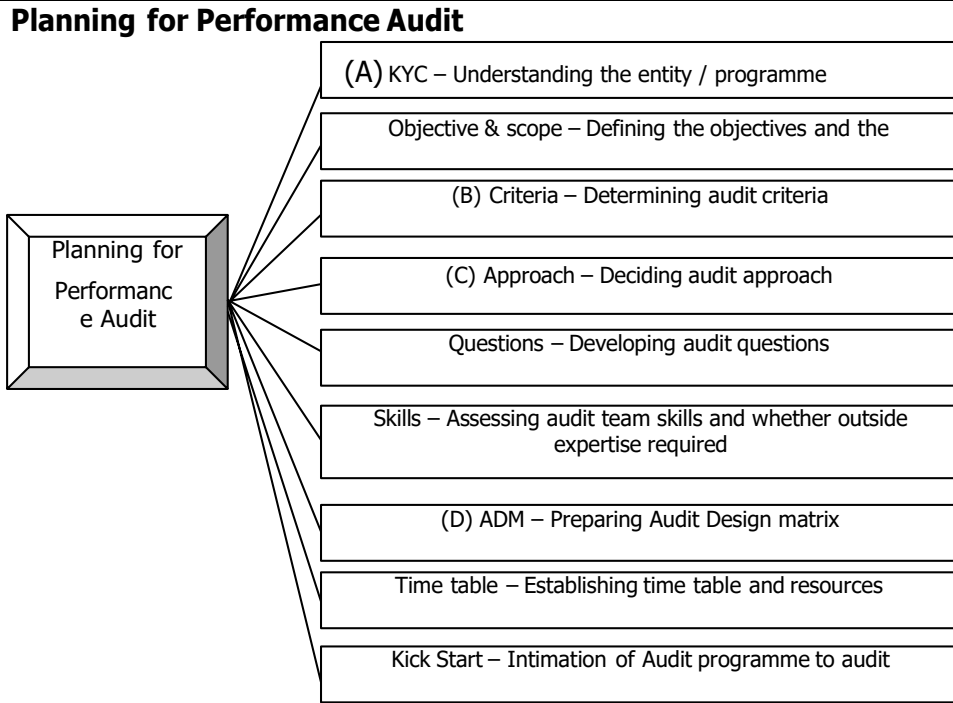 Planning for Performance Audit
(A) KYC – Understanding the entity / programme
Objective & scope – Defining the objectives and the
(B) Criteria – Determining audit criteria
(C) Approach – Deciding audit approach
Planning for
Performanc
e Audit
Questions – Developing audit questions
Skills – Assessing audit team skills and whether outside
expertise required
(D) ADM – Preparing Audit Design matrix
Time table – Establishing time table and resources
Kick Start – Intimation of Audit programme to audit